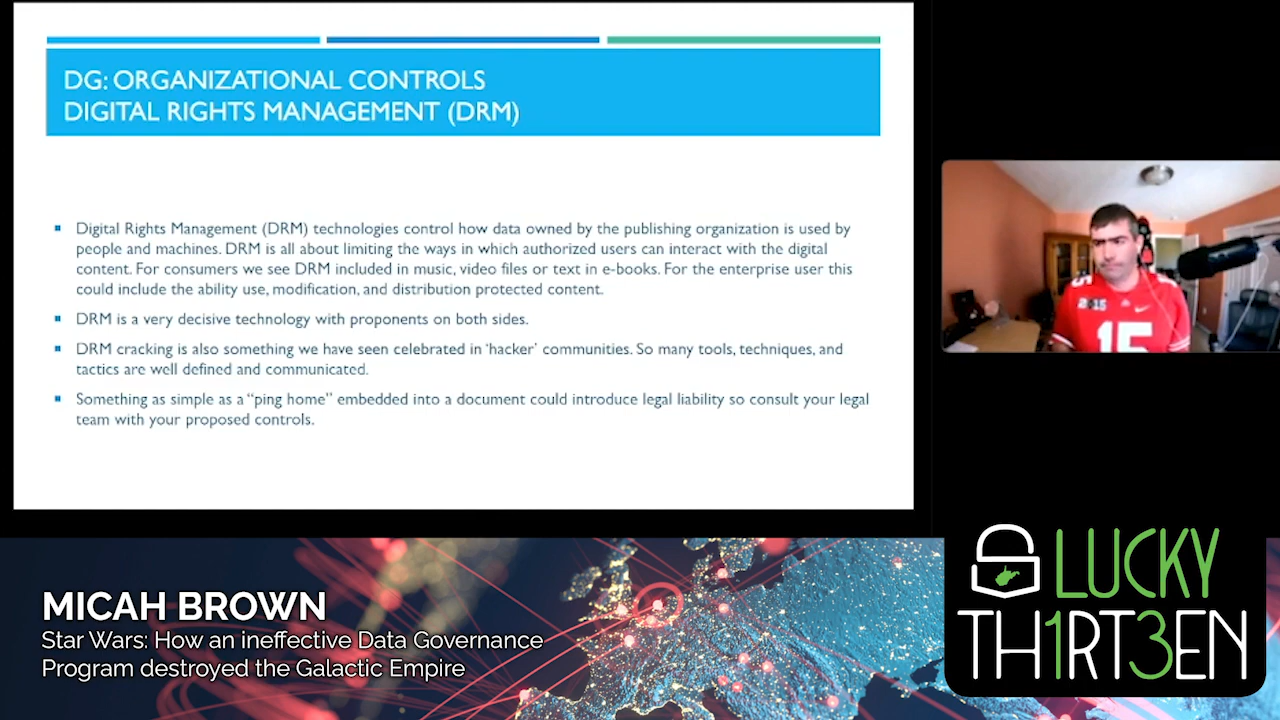 DG: ORGANIZATIONAL CONTROLS
DIGITAL RIGHTS MANAGEMENT (DRM)
Digital Rights Management (DRM) technologies control how data owned by the publishing organization is used by
people and machines. DRM is all about limiting the ways in which authorized users can interact with the digital
content. For consumers we see DRM included in music, video files or text in e-books. For the enterprise user this
could include the ability use, modification, and distribution protected content.
DRM is a very decisive technology with proponents on both sides.
DRM cracking is also something we have seen celebrated in ‘hacker’ communities. So many tools, techniques, and
tactics are well defined and communicated.
Something as simple as a “ping home” embedded into a document could introduce legal liability so consult your legal
team with your proposed controls.
2015
15
MICAH BROWN
Star Wars: How an ineffective Data Governance
Program destroyed the Galactic Empire
LUCKY
TH1RT3EN